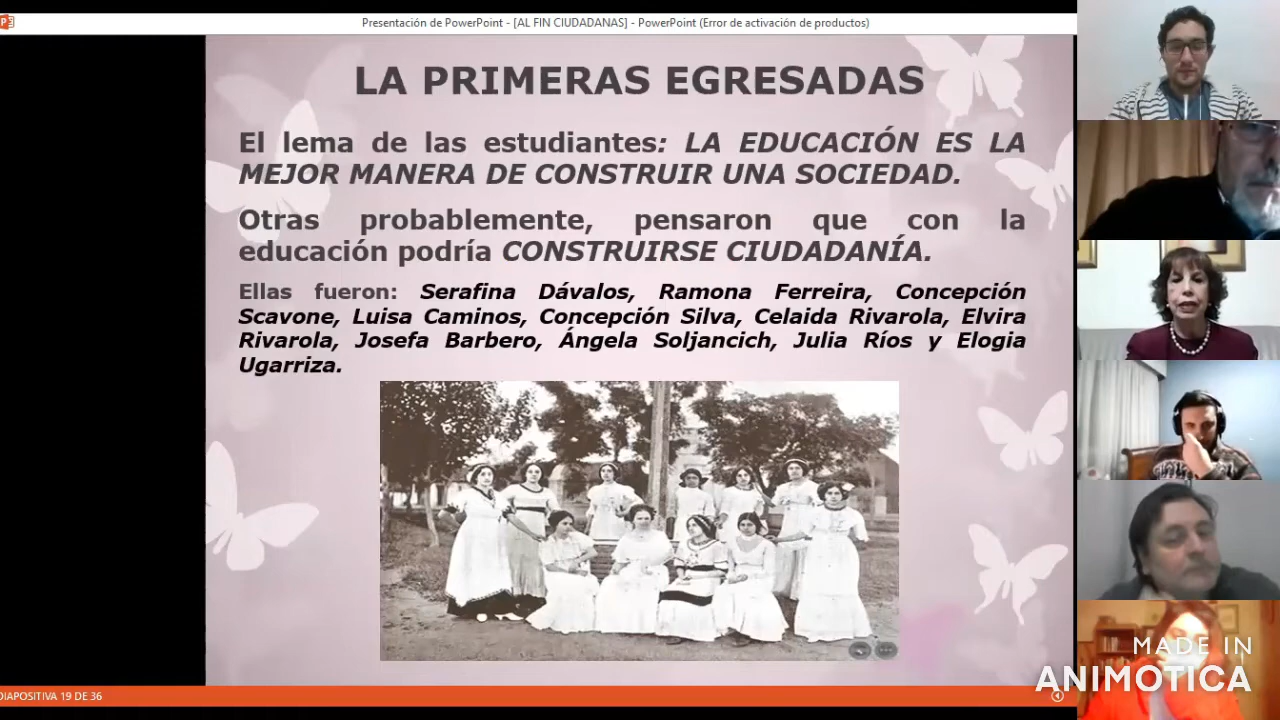 Presentación de PowerPoint - [AL FIN CIUDADANAS] - PowerPoint (Error de activación de productos)
LA PRIMERAS EGRESADAS
El lema de las estudiantes: LA EDUCACIÓN ES LA
MEJOR MANERA DE CONSTRUIR UNA SOCIEDAD.
Otras probablemente, pensaron que con la
educación podría CONSTRUIRSE CIUDADANÍA.
Ellas fueron: Serafina Dávalos, Ramona Ferreira, Concepción
Scavone, Luisa Caminos, Concepción Silva, Celaida Rivarola, Elvira
Rivarola, Josefa Barbero, Ángela Soljancich, Julia Ríos y Elogia
Ugarriza.
DIAPOSITIVA 19 DE 36
MADE IN
ANIMOTICA